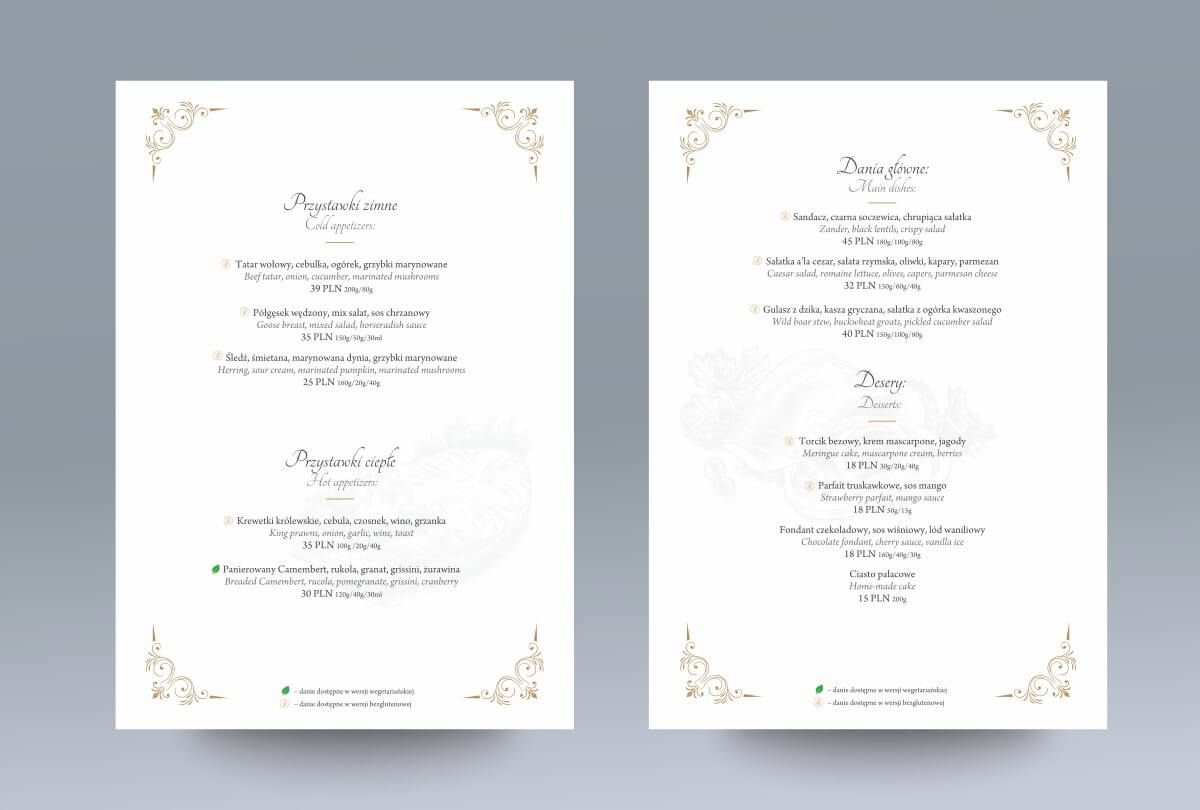 Przystawki zimne
Cold appetizers:
Tatar wołowy, cebulka, ogórek, grzybki marynowane
Beef tatar, onion, cucumber, marinated mushrooms
39 PLN 200g/80g
Półgęsek wędzony, mix sałat, sos chrzanowy
Goose breast, mixed salad, horseradish sauce
35 PLN 150g/50g/30ml
Śledź, śmietana, marynowana dynia, grzybki marynowane
Herring, sour cream, marinated pumpkin, marinated mushrooms
25 PLN 160g/20g/40g
Przystawki ciepłe
Hot appetizers:
Krewetki królewskie, cebula, czosnek, wino, grzanka
King prawns, onion, garlic, wine, toast
35 PLN 100g /20g/40g
Panierowany Camembert, rukola, granat, grissini, żurawina
Breaded Camembert, rucola, pomegranate, grissini, cranberry
30 PLN 120g/40g/30ml
– danie dostępne w wersji wegetariańskiej
– danie dostępne w wersji bezglutenowej
Dania główne:
Main dishes:
Sandacz, czarna soczewica, chrupiąca sałatka
Zander, black lentils, crispy salad
45 PLN 180g/100g/80g
Sałatka a'la cezar, sałata rzymska, oliwki, kapary, parmezan
Caesar salad, romaine lettuce, olives, capers, parmesan cheese
32 PLN 150g/60g/40g
Gulasz z dzika, kasza gryczana, sałatka z ogórka kwaszonego
Wild boar stew, buckwheat groats, pickled cucumber salad
40 PLN 150g/100g/80g
Desery:
Desserts:
Torcik bezowy, krem mascarpone, jagody
Meringue cake, mascarpone cream, berries
18 PLN 30g/20g/40g
Parfait truskawkowe, sos mango
Strawberry parfait, mango sauce
18 PLN 50g/15g
Fondant czekoladowy, sos wiśniowy, lód waniliowy
Chocolate fondant, cherry sauce, vanilla ice
18 PLN 160g/40g/30g
Ciasto pałacowe
Home-made cake
15 PLN 200g
– danie dostępne w wersji wegetariańskiej
– danie dostępne w wersji bezglutenowej